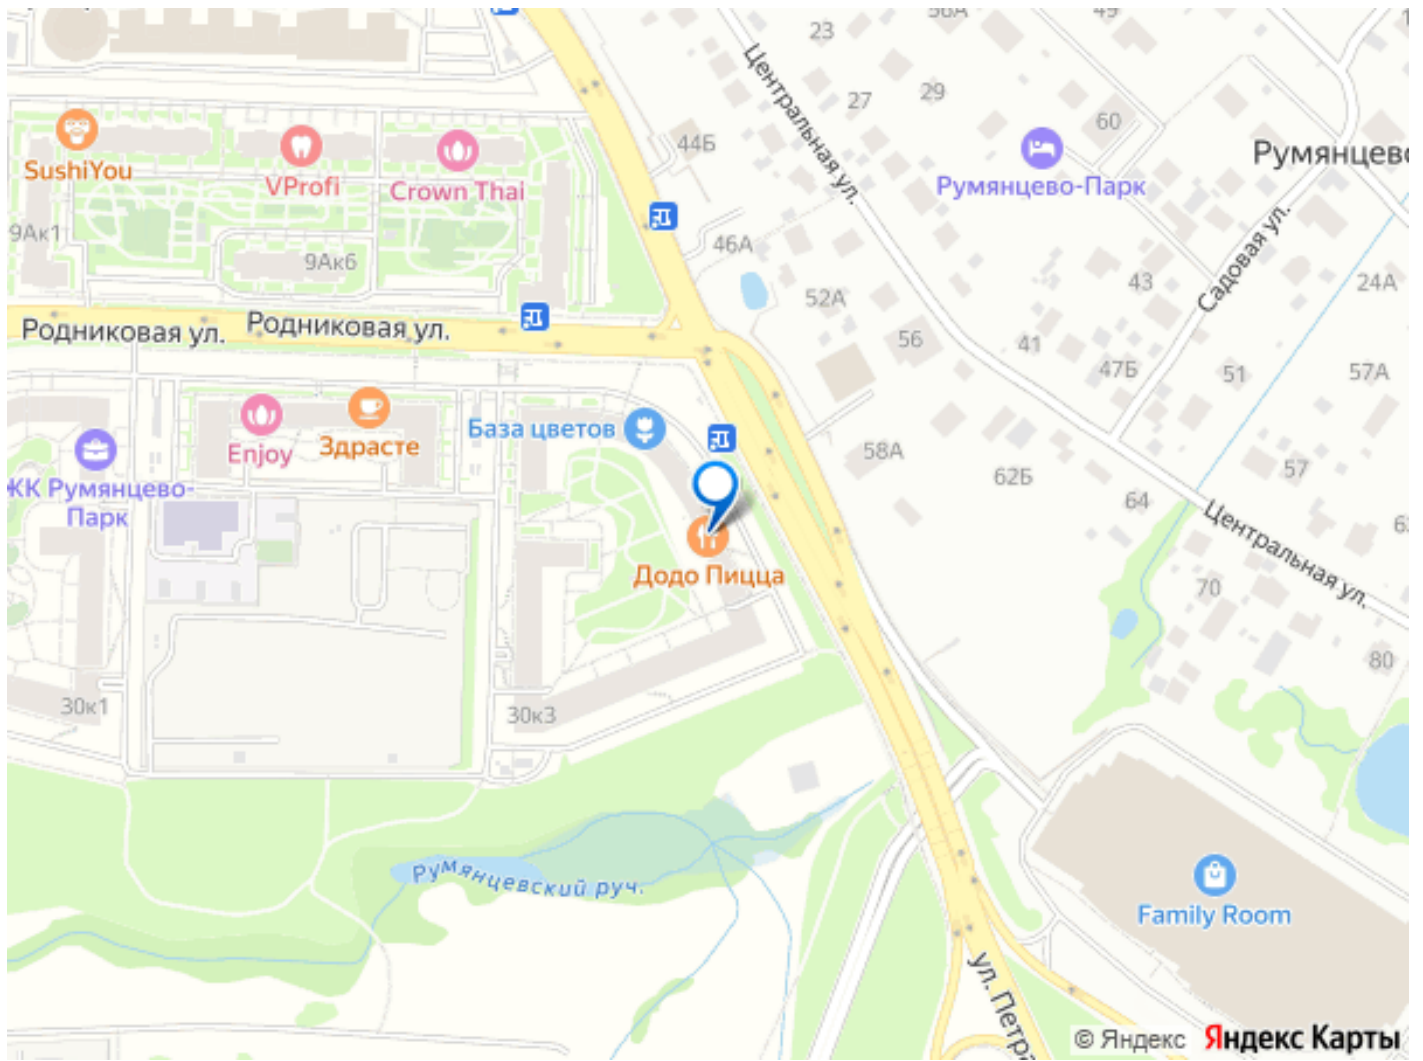 23
29
27
60
44Б
Центральная ул.
SushiYou
VProfi
Crown Thai
Румянцево-Парк
Садовая ул.
9Ак1
9Ак6
46А
52А
43
24А
Родниковая ул.
Родниковая ул.
56
41
47Б
51
57А
База цветов
Enjoy
Здрасте
58А
62Б
57
64
ЖК Румянцево-
Парк
Центральная ул.
Додо Пицца
70
80
30к1
30к3
Румянцевский руч.
Family Room
© Яндекс
Яндекс Карты